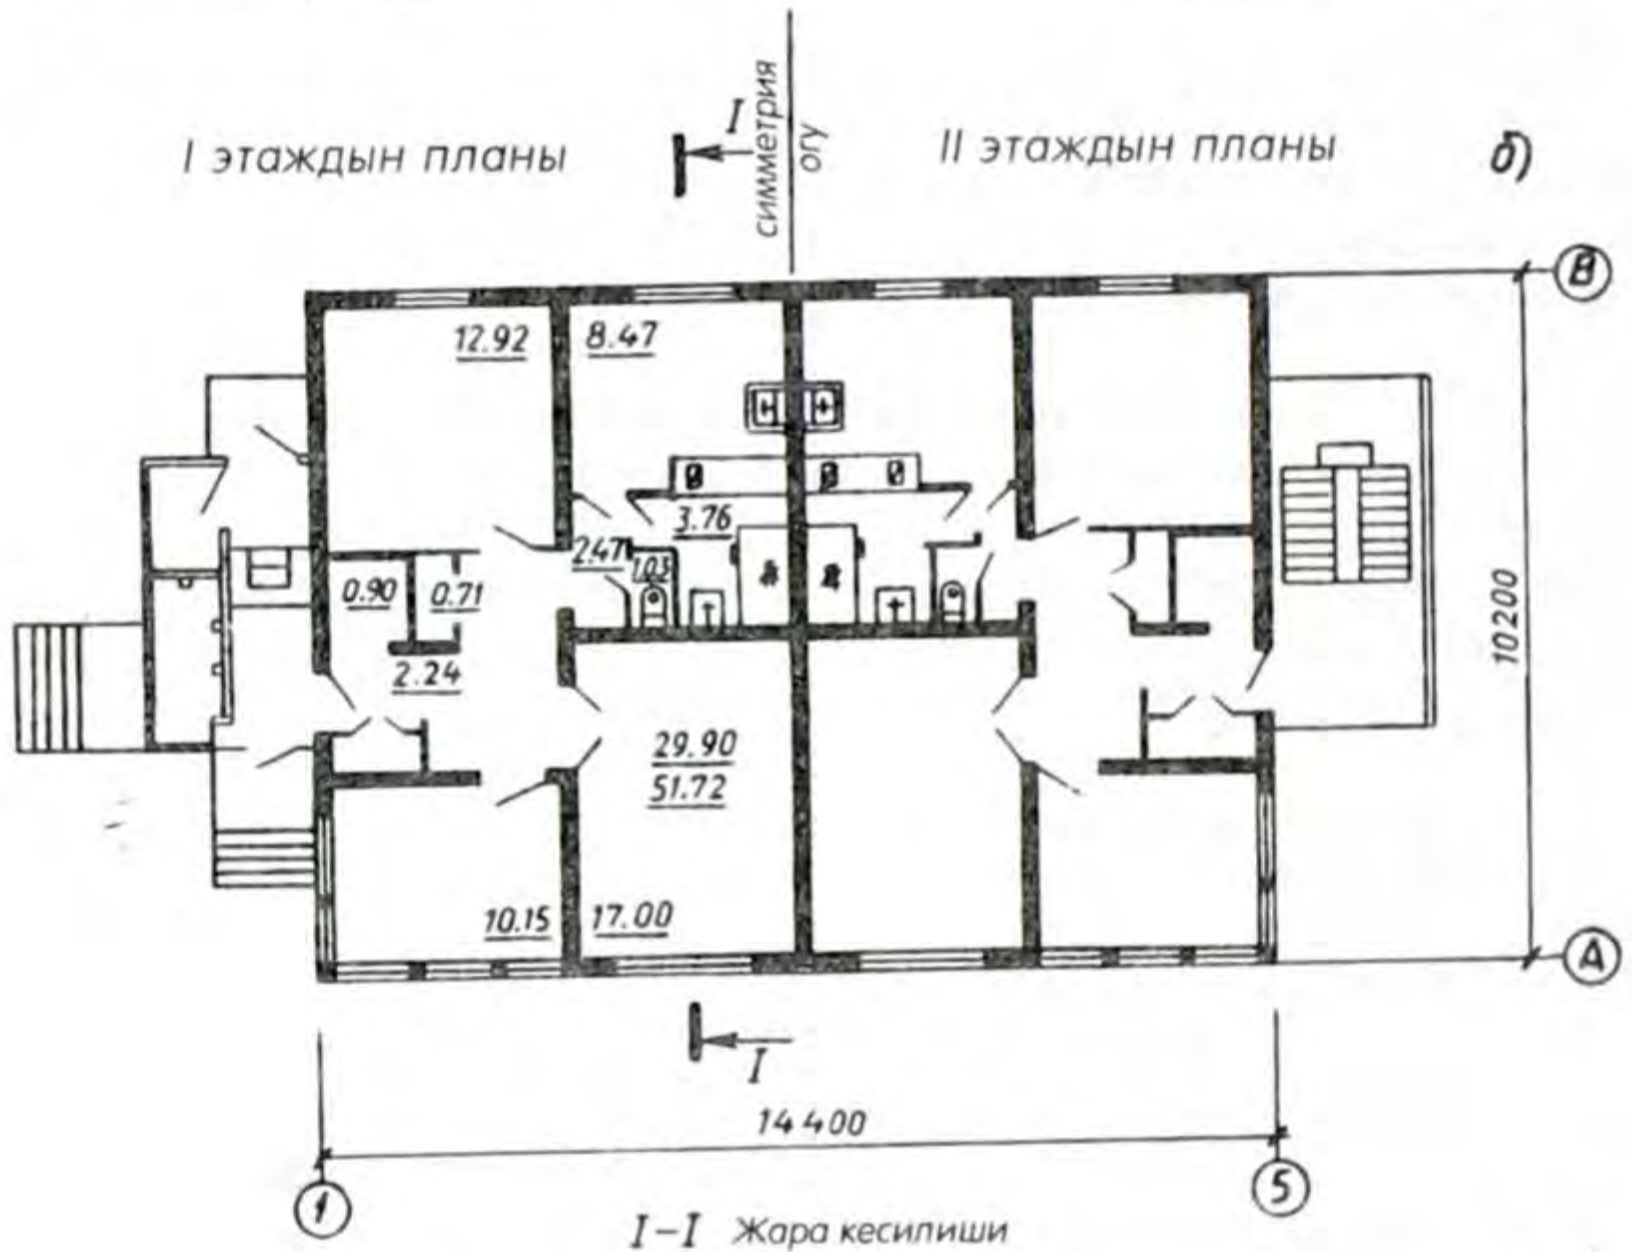 I этаждын планы
I
симметрия
огу
II этаждын планы
б)
В
12.92
8.47
3.76
2.47
1.03
0.90
0.71
2.24
29.90
51.72
10.15
17.00
10200
А
I
14400
1
5
I–I Жара кесилиши